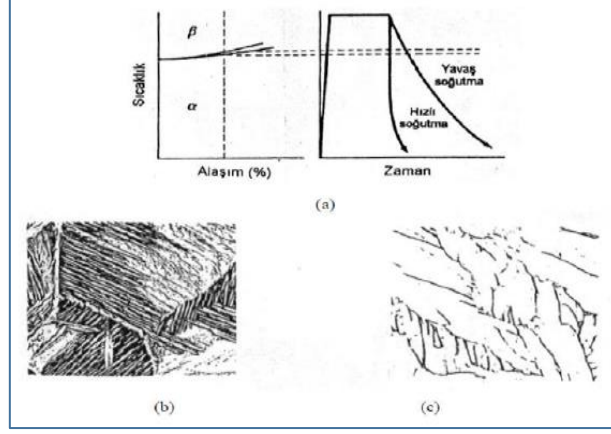 β
α
Sıcaklık
Alaşım (%)
Yavaş
soğutma
Hızlı
soğutma
Zaman
(a)
(b)
(c)